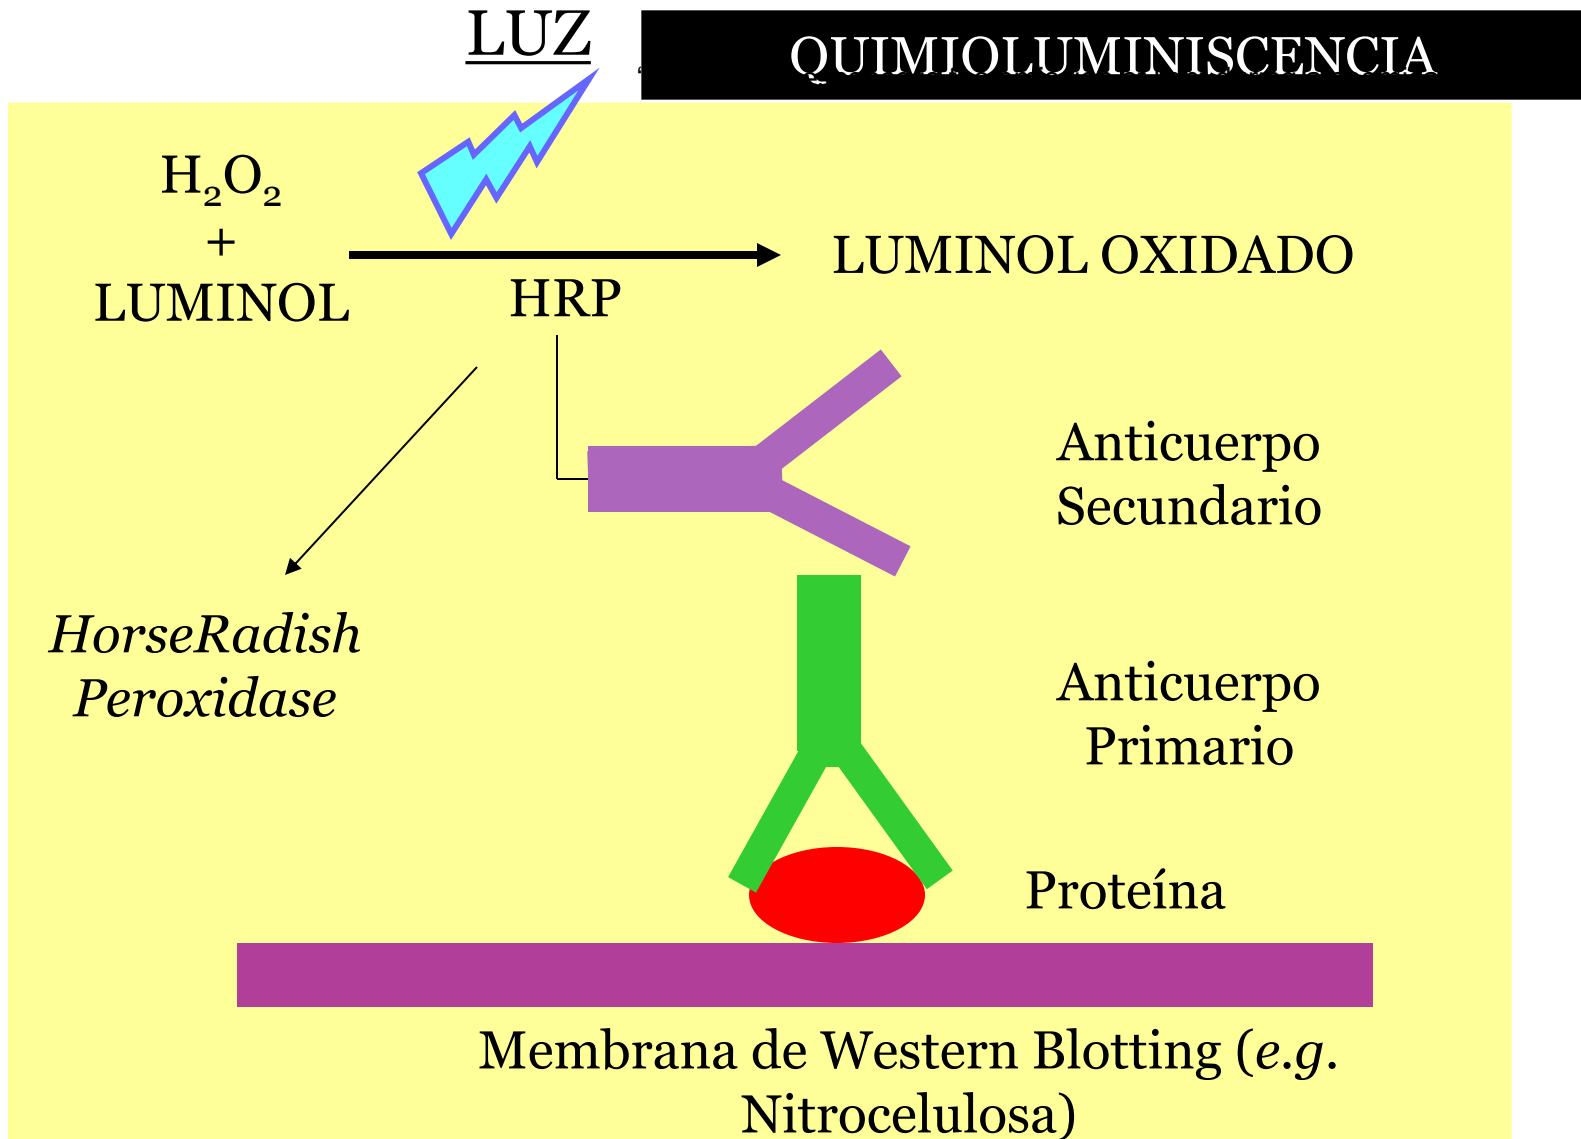 LUZ
QUIMIOLUMINISCENCIA
H₂O₂
+
LUMINOL
HRP
LUMINOL OXIDADO
Anticuerpo
Secundario
HorseRadish
Peroxidase
Anticuerpo
Primario
Proteína
Membrana de Western Blotting (e.g.
Nitrocelulosa)